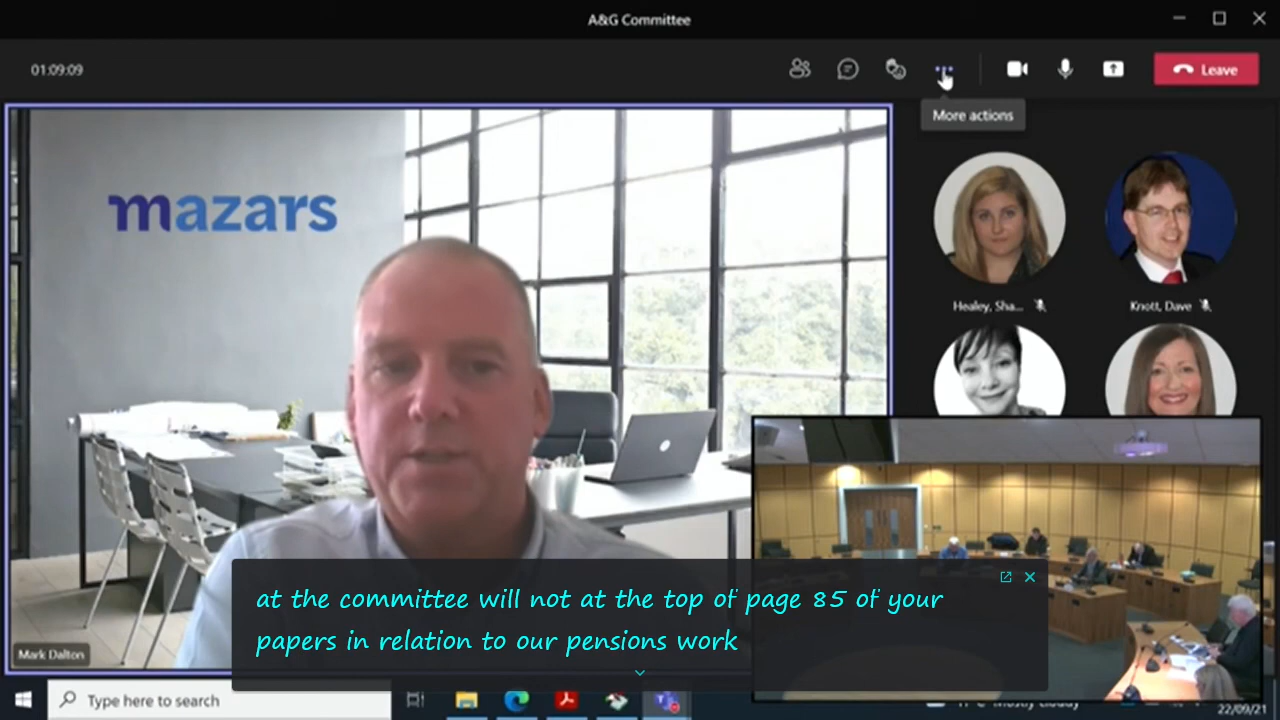 A&G Committee
01:09:09
Leave
More actions
mazars
Healey, Sha...
Knott, Dave
at the committee will not at the top of page 85 of your
papers in relation to our pensions work
Mark Dalton
Type here to search
Mostly cloudy
22/09/21